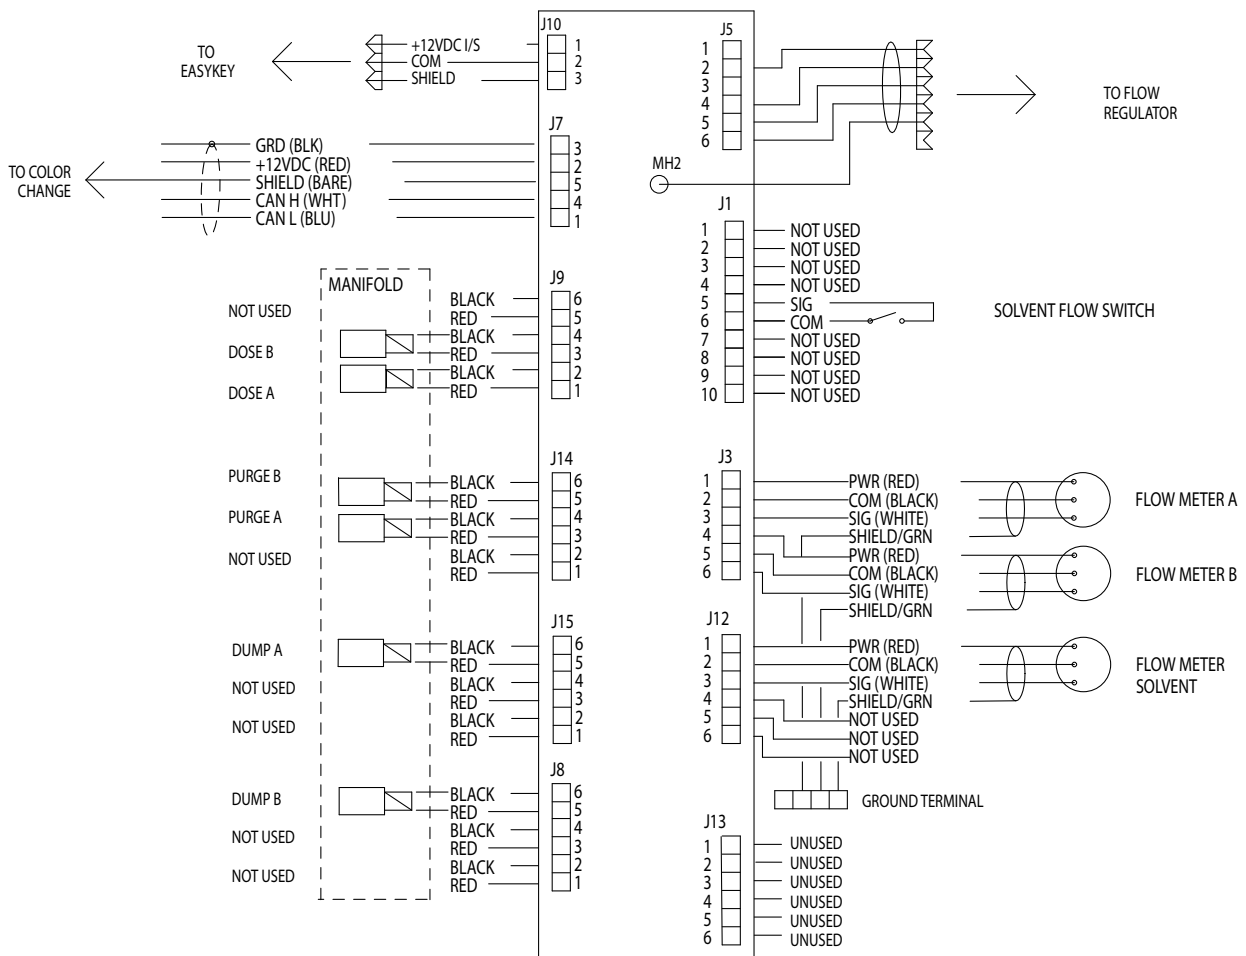 J10
TO
EASYKEY
+12VDC I/S 1
COM 2
SHIELD 3
J7
TO COLOR
CHANGE
GRD (BLK) 3
+12VDC (RED) 2
SHIELD (BARE) 5
CAN H (WHT) 4
CAN L (BLU) 1
MANIFOLD
J9
NOT USED
DOSE B
DOSE A
BLACK 6
RED 5
BLACK 4
RED 3
BLACK 2
RED 1
J14
PURGE B
PURGE A
NOT USED
BLACK 6
RED 5
BLACK 4
RED 3
BLACK 2
RED 1
J15
DUMP A
NOT USED
NOT USED
BLACK 6
RED 5
BLACK 4
RED 3
BLACK 2
RED 1
J8
DUMP B
NOT USED
NOT USED
BLACK 6
RED 5
BLACK 4
RED 3
BLACK 2
RED 1
J5
1
2
3
4
5
6
TO FLOW
REGULATOR
MH2
J1
1 NOT USED
2 NOT USED
3 NOT USED
4 NOT USED
5 SIG
6 COM
7 NOT USED
8 NOT USED
9 NOT USED
10 NOT USED
SOLVENT FLOW SWITCH
J3
1 PWR (RED)
2 COM (BLACK)
3 SIG (WHITE)
4 SHIELD/GRN
5 PWR (RED)
6 COM (BLACK)
SIG (WHITE)
SHIELD/GRN
FLOW METER A
FLOW METER B
J12
1 PWR (RED)
2 COM (BLACK)
3 SIG (WHITE)
4 SHIELD/GRN
5 NOT USED
6 NOT USED
NOT USED
FLOW METER
SOLVENT
GROUND TERMINAL
J13
1 UNUSED
2 UNUSED
3 UNUSED
4 UNUSED
5 UNUSED
6 UNUSED